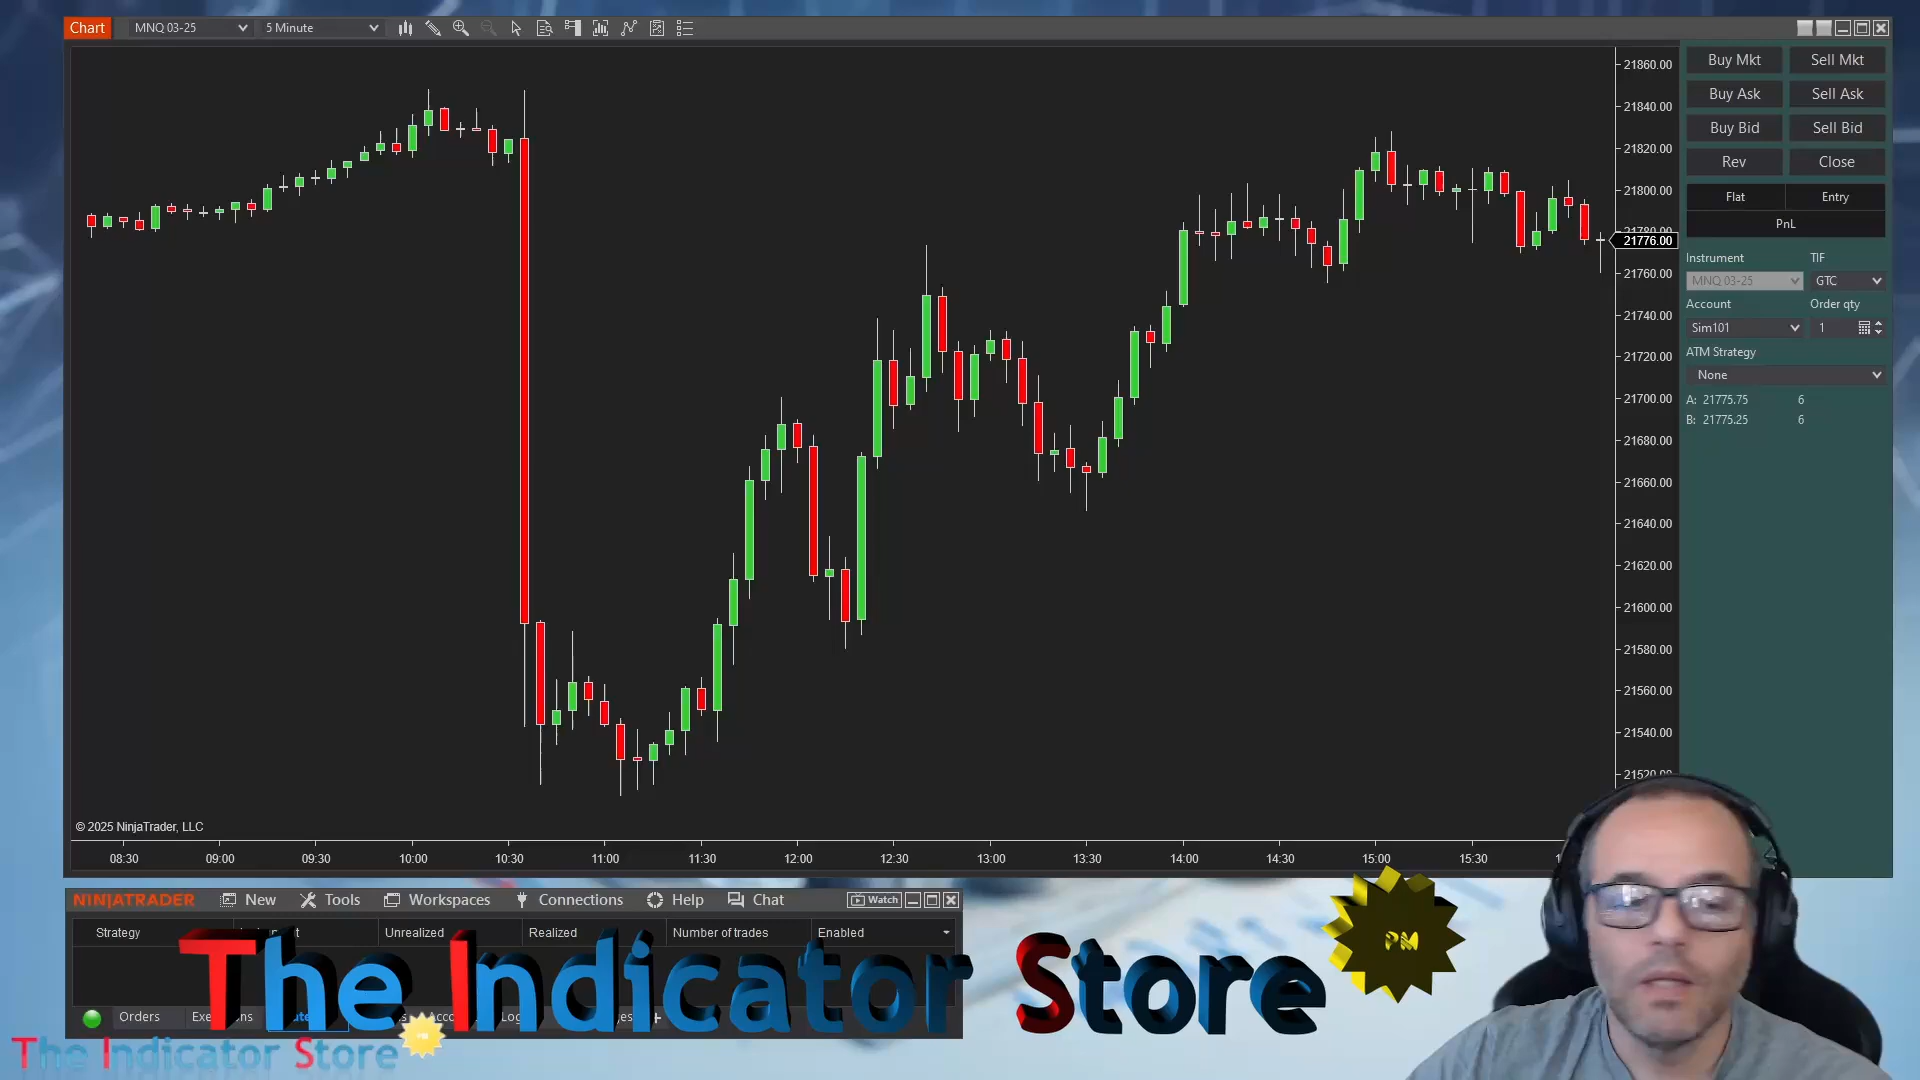 Chart MNQ 03-25 5 Minute
21860.00
21840.00
21820.00
21800.00
21780.00
21776.00
21760.00
21740.00
21720.00
21700.00
21680.00
21660.00
21640.00
21620.00
21600.00
21580.00
21560.00
21540.00
21520.00
Buy Mkt Sell Mkt
Buy Ask Sell Ask
Buy Bid Sell Bid
Rev Close
Flat Entry
PnL
Instrument TIF
MNQ 03-25 GTC
Account Order qty
Sim101 1
ATM Strategy
None
A: 21775.75 6
B: 21775.25 6
© 2025 NinjaTrader, LLC
08:30 09:00 09:30 10:00 10:30 11:00 11:30 12:00 12:30 13:00 13:30 14:00 14:30 15:00 15:30
NINJATRADER New Tools Workspaces Connections Help Chat Watch
Strategy Unrealized Realized Number of trades Enabled
The Indicator Store PM
Orders
The Indicator Store